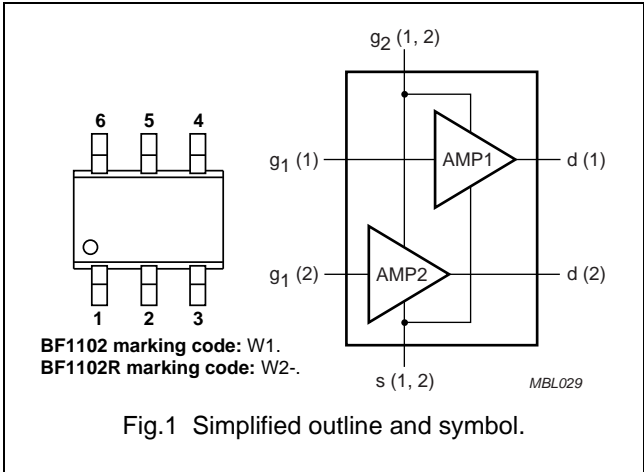 g2 (1, 2)
6 5 4
g1 (1) AMP1 d (1)
g1 (2) AMP2 d (2)
1 2 3
BF1102 marking code: W1.
BF1102R marking code: W2-.
s (1, 2)
MBL029
Fig.1 Simplified outline and symbol.